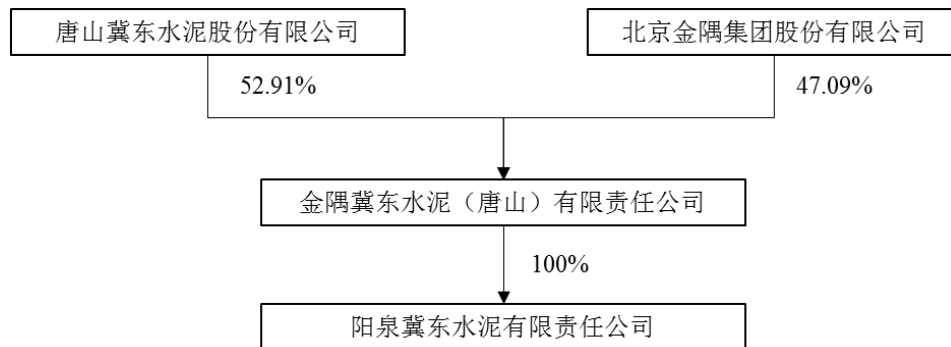 唐山冀东水泥股份有限公司
北京金隅集团股份有限公司
52.91%
47.09%
金隅冀东水泥（唐山）有限责任公司
100%
阳泉冀东水泥有限责任公司